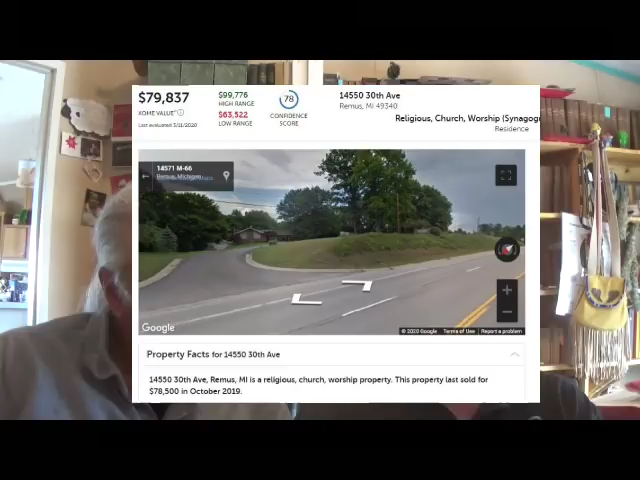 $79,837
XOME VALUE
Last evaluated 5/11/2020
$99,776
HIGH RANGE
$63,522
LOW RANGE
78
CONFIDENCE
SCORE
14550 30th Ave
Remus, MI 49340
Religious, Church, Worship (Synagog
Residence
14571 M-66
Remus, Michigan
Google
© 2020 Google
Terms of Use
Report a problem
Property Facts for 14550 30th Ave
14550 30th Ave, Remus, MI is a religious, church, worship property. This property last sold for
$78,500 in October 2019.